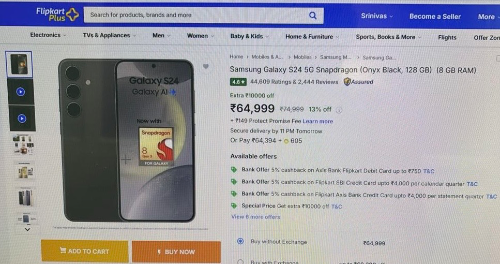 Flipkart
Plus
Search for products, brands and more
Srinivas
Become a Seller
More
Electronics
TVs & Appliances
Men
Women
Baby & Kids
Home & Furniture
Sports, Books & More
Flights
Offer Zon
Home > Mobiles & A... > Mobiles > Samsung M... > Samsung Ga...
Samsung Galaxy S24 5G Snapdragon (Onyx Black, 128 GB) (8 GB RAM)
4.6 ★ 44,609 Ratings & 2,444 Reviews Assured
Extra ₹10000 off
₹64,999 ₹74,999 13% off
+ ₹149 Protect Promise Fee Learn more
Secure delivery by 11 PM Tomorrow
Or Pay ₹64,394 + 605
Available offers
Bank Offer 5% cashback on Axis Bank Flipkart Debit Card up to ₹750 T&C
Bank Offer 5% cashback on Flipkart SBI Credit Card upto ₹4,000 per calendar quarter T&C
Bank Offer 5% cashback on Flipkart Axis Bank Credit Card upto ₹4,000 per statement quarter T&C
Special Price Get extra ₹10000 off T&C
View 6 more offers
Buy without Exchange ₹64,999
Buy with Exchange
Galaxy S24
Galaxy AI
Now with
Snapdragon
8
FOR GALAXY
ADD TO CART
BUY NOW